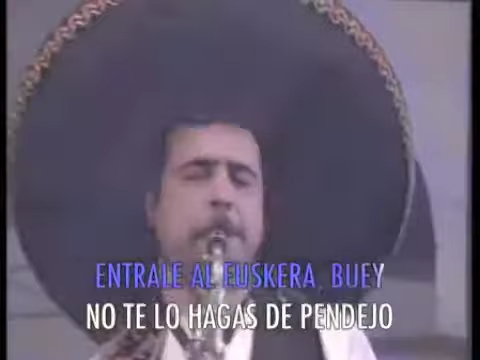 ENTRALE AL EUSKERA, BUEY
NO TE LO HAGAS DE PENDEJO